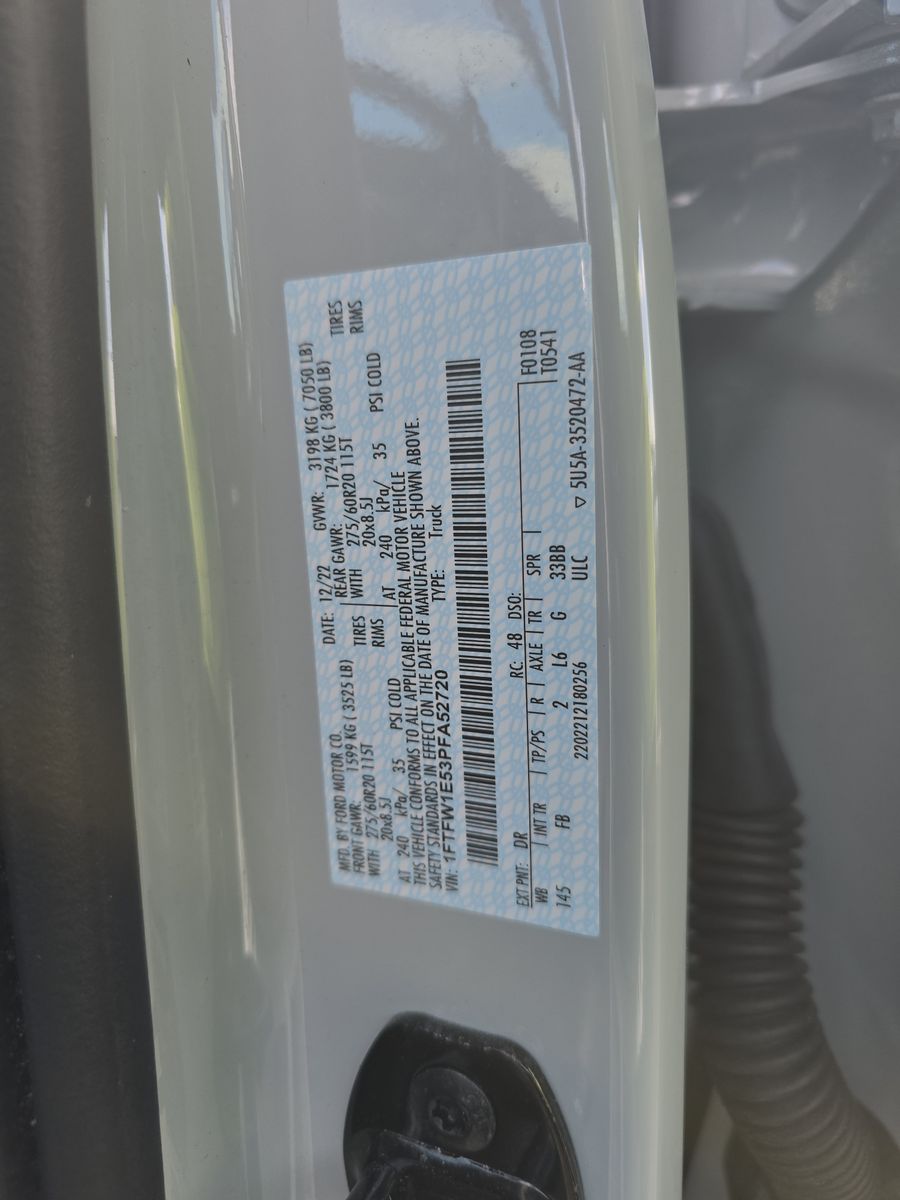 MFD. BY FORD MOTOR CO. DATE: 12/22 GVWR: 3198 KG ( 7050 LB)
FRONT GAWR: 1599 KG ( 3525 LB) REAR GAWR: 1724 KG ( 3800 LB)
WITH 275/60R20 115T TIRES WITH 275/60R20 115T TIRES
20x8.5J RIMS 20x8.5J RIMS
AT 240 kPa/ 35 PSI COLD AT 240 kPa/ 35 PSI COLD
THIS VEHICLE CONFORMS TO ALL APPLICABLE FEDERAL MOTOR VEHICLE
SAFETY STANDARDS IN EFFECT ON THE DATE OF MANUFACTURE SHOWN ABOVE.
VIN: 1FTFW1E53PFA52720 TYPE: Truck
EXT PNT: DR RC: 48 DSO: F0108
WB INT TR TP/PS R AXLE TR SPR T0541
145 FB 2 L6 G 33BB
2202212180256 ULC ▽ 5U5A-3520472-AA